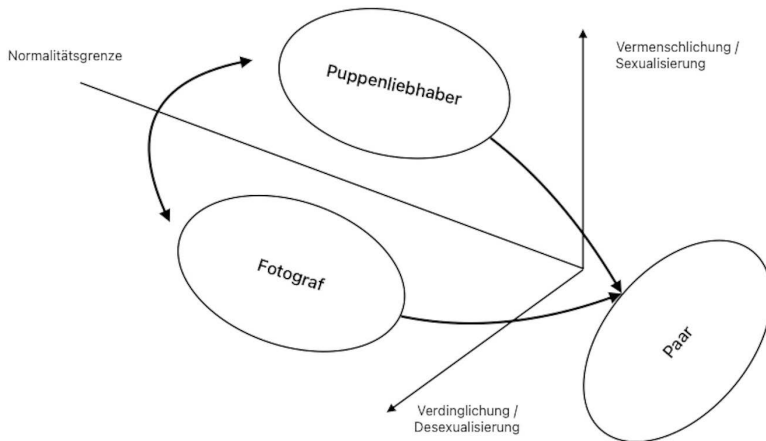 Normalitätsgrenze
Puppenliebhaber
Vermenschlichung /
Sexualisierung
Fotograf
Paar
Verdinglichung /
Desexualisierung